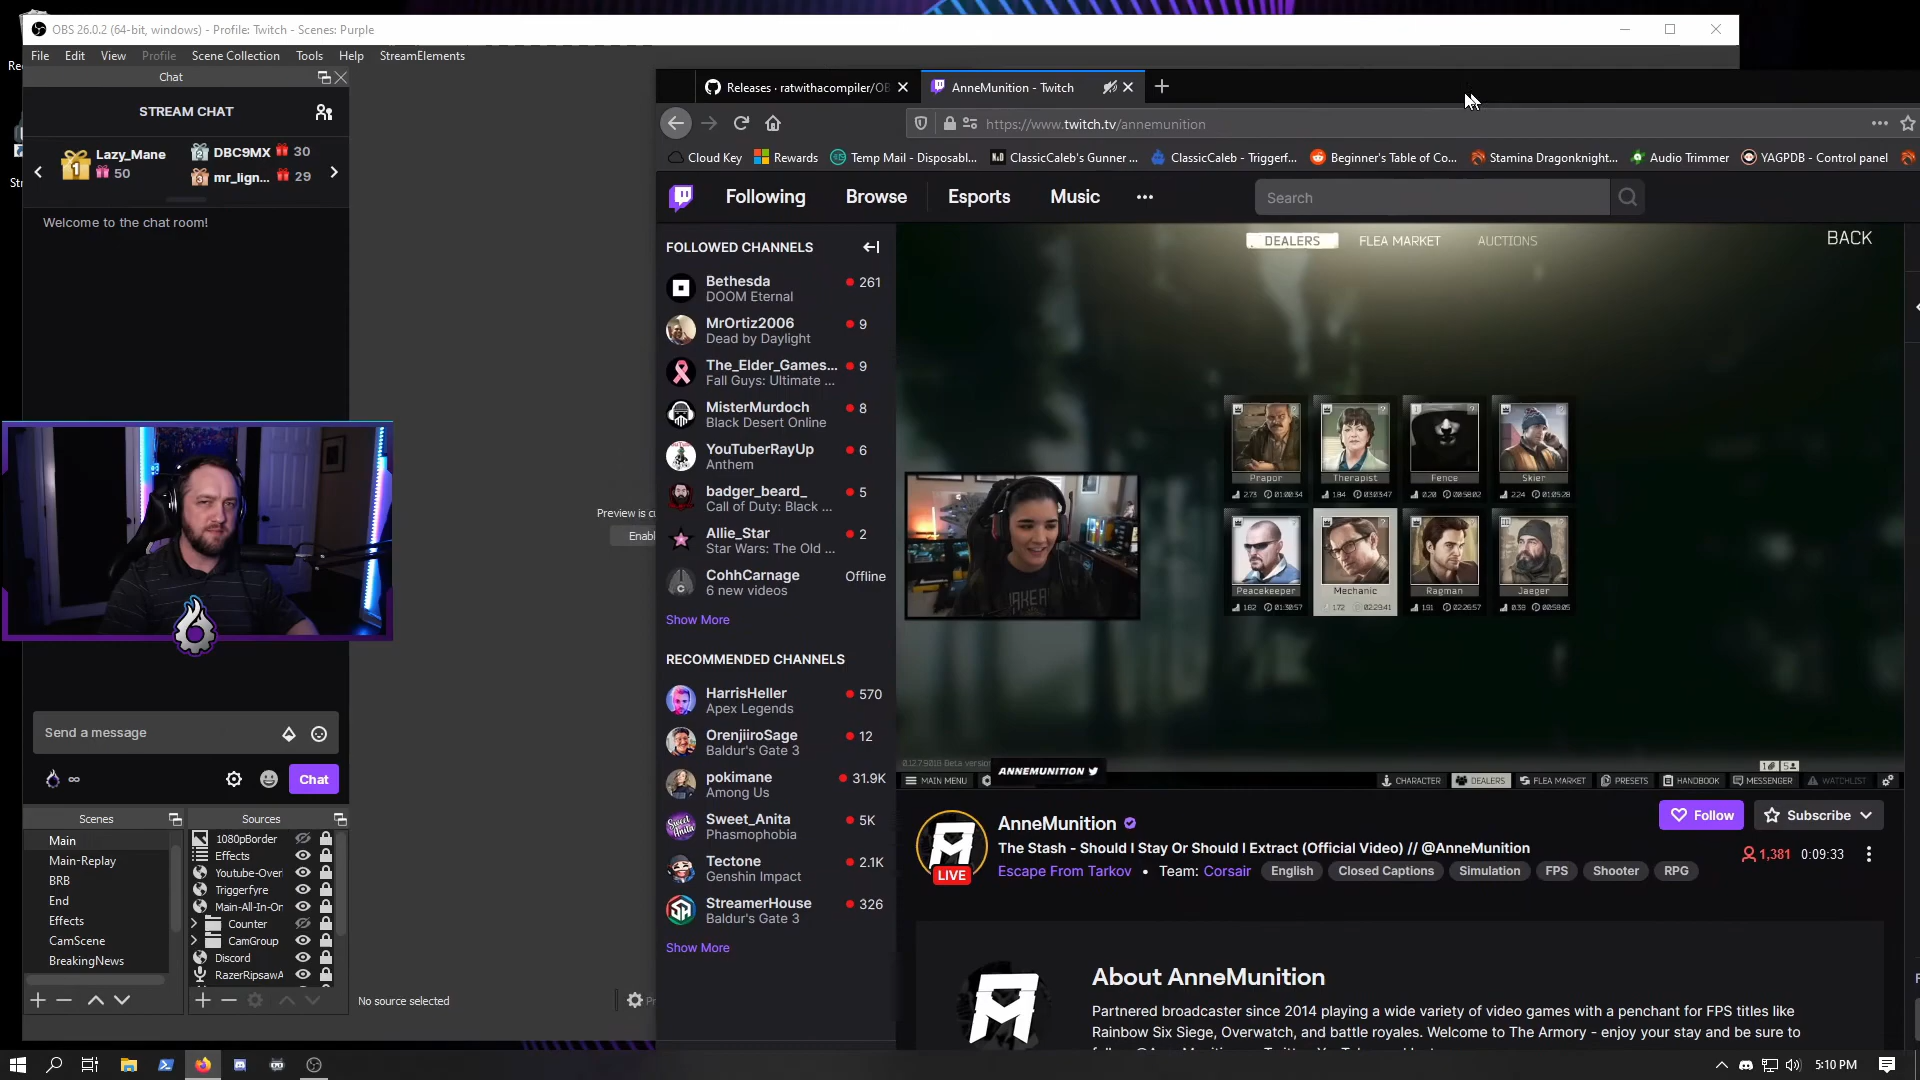 OBS 26.0.2 (64-bit, windows) - Profile: Twitch - Scenes: Purple
File Edit View Profile Scene Collection Tools Help StreamElements
Chat
STREAM CHAT
Lazy_Mane
50
DBC9MX 30
mr_lign... 29
Welcome to the chat room!
Send a message
Chat
Scenes
Main
Main-Replay
BRB
End
Effects
CamScene
BreakingNews
Sources
1080pBorder
Effects
Youtube-Over
Triggerfyre
Main-All-In-Or
Counter
CamGroup
Discord
RazerRipsawA
Preview is cu
Enabl
No source selected
Releases · ratwithacompiler/OB
AnneMunition - Twitch
https://www.twitch.tv/annemunition
Cloud Key
Rewards
Temp Mail - Disposabl...
ClassicCaleb's Gunner ...
ClassicCaleb - Triggerf...
Beginner's Table of Co...
Stamina Dragonknight...
Audio Trimmer
YAGPDB - Control panel
Following Browse Esports Music
Search
FOLLOWED CHANNELS
Bethesda 261
DOOM Eternal
MrOrtiz2006 9
Dead by Daylight
The_Elder_Games... 9
Fall Guys: Ultimate ...
MisterMurdoch 8
Black Desert Online
YouTuberRayUp 6
Anthem
badger_beard_ 5
Call of Duty: Black ...
Allie_Star 2
Star Wars: The Old ...
CohhCarnage Offline
6 new videos
Show More
RECOMMENDED CHANNELS
HarrisHeller 570
Apex Legends
OrenjiiroSage 12
Baldur's Gate 3
pokimane 31.9K
Among Us
Sweet_Anita 5K
Phasmophobia
Tectone 2.1K
Genshin Impact
StreamerHouse 326
Baldur's Gate 3
Show More
DEALERS FLEA MARKET AUCTIONS
BACK
Prapor Therapist Fence Skier
Peacekeeper Mechanic Ragman Jaeger
ANNEMUNITION
MAIN MENU
CHARACTER DEALERS FLEA MARKET PRESETS HANDBOOK MESSENGER WATCHLIST
LIVE
AnneMunition
Follow
Subscribe
The Stash - Should I Stay Or Should I Extract (Official Video) // @AnneMunition
1,381 0:09:33
Escape From Tarkov • Team: Corsair English Closed Captions Simulation FPS Shooter RPG
About AnneMunition
Partnered broadcaster since 2014 playing a wide variety of video games with a penchant for FPS titles like
Rainbow Six Siege, Overwatch, and battle royales. Welcome to The Armory - enjoy your stay and be sure to
5:10 PM